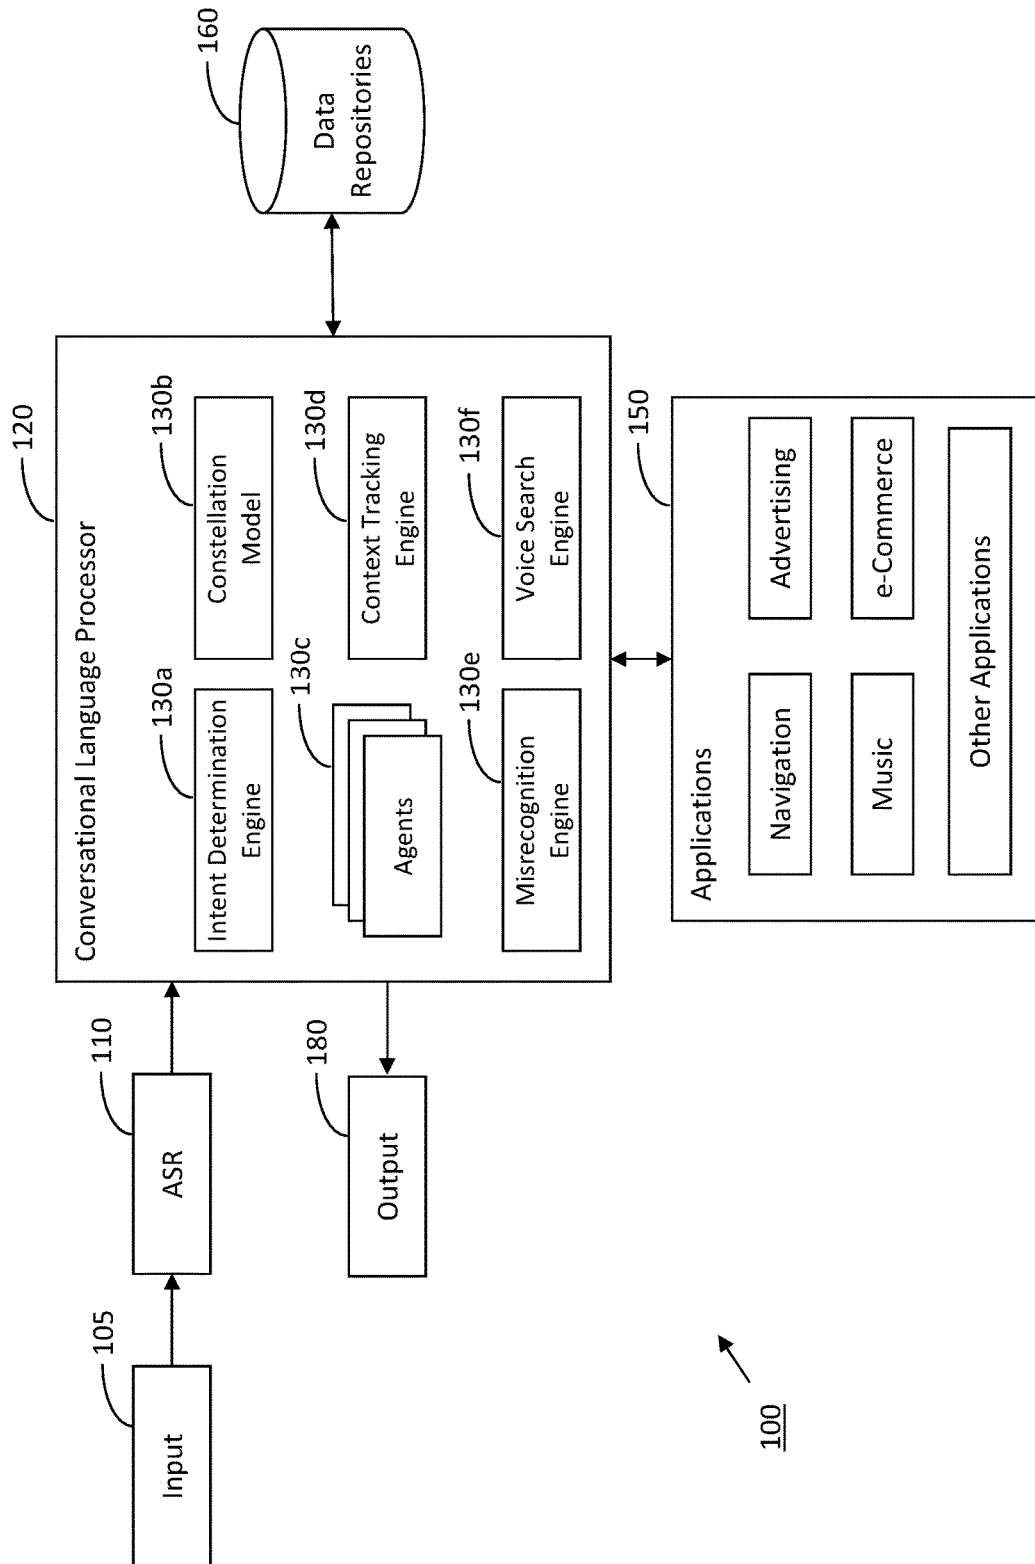 105
Input
110
ASR
180
Output
120
Conversational Language Processor
130a
Intent Determination
Engine
130b
Constellation
Model
130c
Agents
130d
Context Tracking
Engine
130e
Misrecognition
Engine
130f
Voice Search
Engine
160
Data
Repositories
150
Applications
Navigation
Advertising
Music
e-Commerce
Other Applications
100